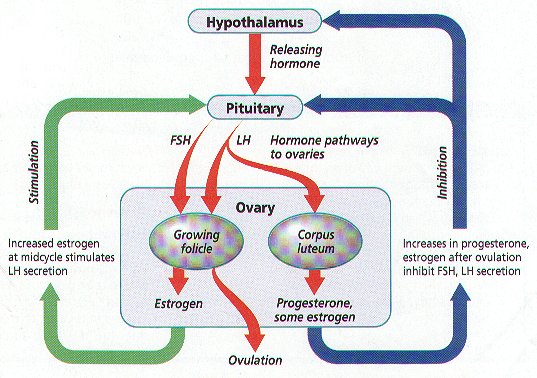 Hypothalamus
Releasing
hormone
Pituitary
FSH
LH
Hormone pathways
to ovaries
Stimulation
Inhibition
Ovary
Growing
follicle
Corpus
luteum
Increased estrogen
at midcycle stimulates
LH secretion
Increases in progesterone,
estrogen after ovulation
inhibit FSH, LH secretion
Estrogen
Progesterone,
some estrogen
Ovulation